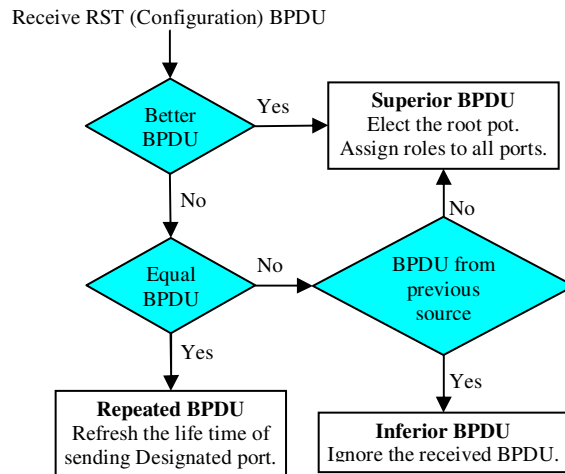 Receive RST (Configuration) BPDU
Better
BPDU
Yes
Superior BPDU
Elect the root pot.
Assign roles to all ports.
No
No
Equal
BPDU
No
BPDU from
previous
source
Yes
Yes
Repeated BPDU
Refresh the life time of
sending Designated port.
Inferior BPDU
Ignore the received BPDU.